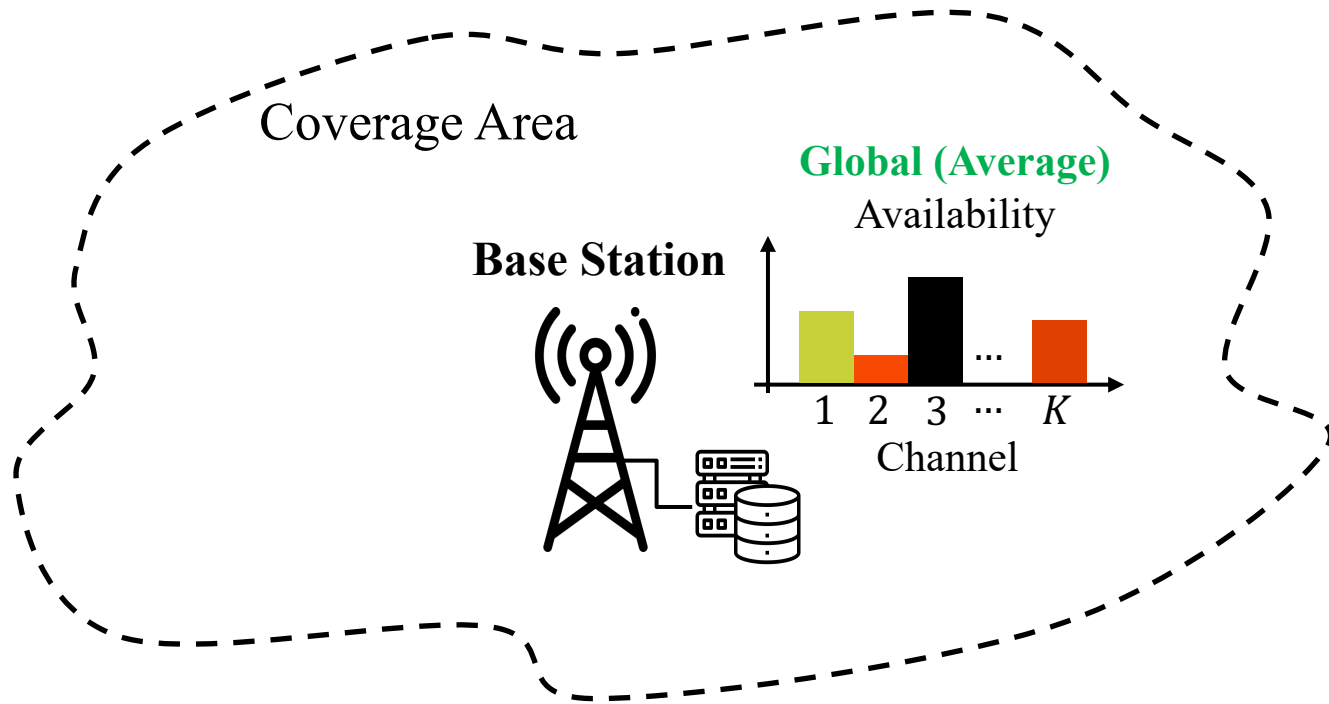 Coverage Area
Global (Average)
Availability
Base Station
...
1 2 3 ... K
Channel